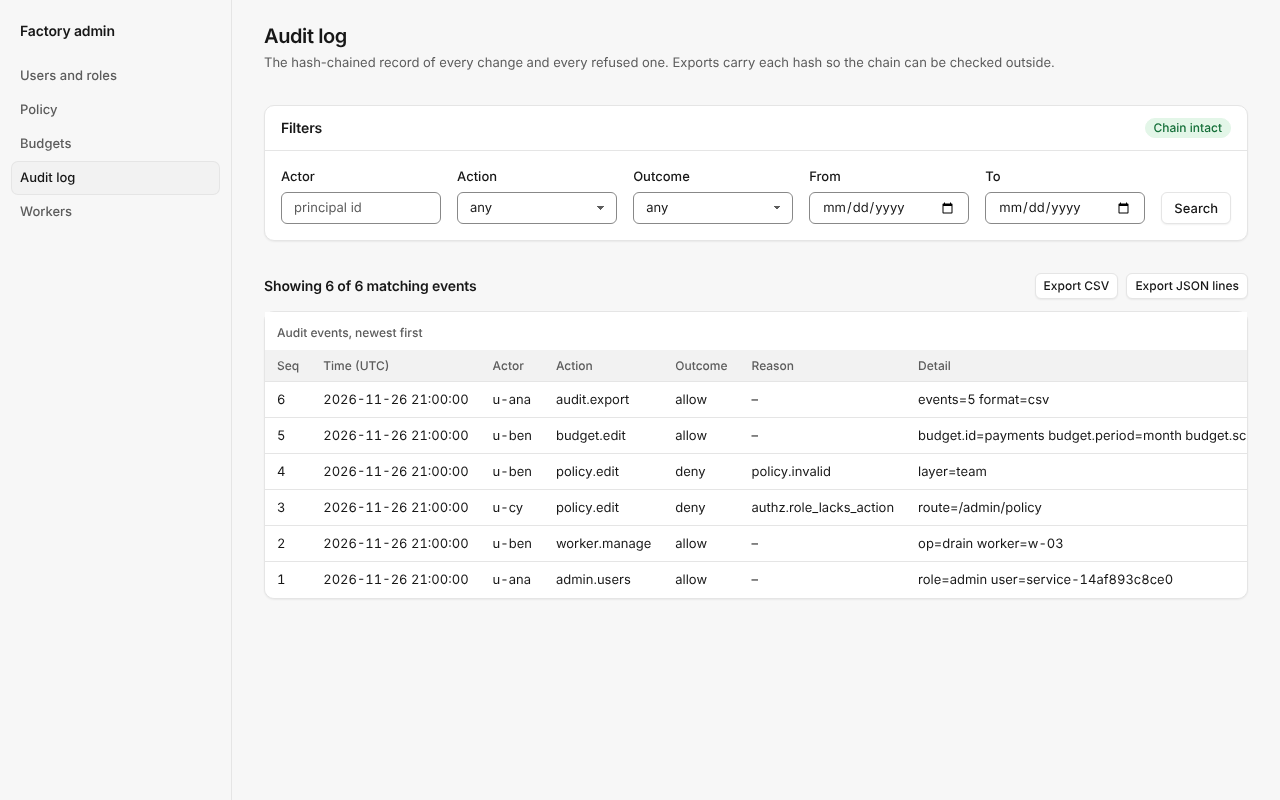 Factory admin
Users and roles
Policy
Budgets
Audit log
Workers
Audit log
The hash-chained record of every change and every refused one. Exports carry each hash so the chain can be checked outside.
Filters
Chain intact
Actor Action Outcome From To
principal id any any mm/dd/yyyy mm/dd/yyyy Search
Showing 6 of 6 matching events
Export CSV Export JSON lines
Audit events, newest first
Seq Time (UTC) Actor Action Outcome Reason Detail
6 2026-11-26 21:00:00 u-ana audit.export allow – events=5 format=csv
5 2026-11-26 21:00:00 u-ben budget.edit allow – budget.id=payments budget.period=month budget.sc
4 2026-11-26 21:00:00 u-ben policy.edit deny policy.invalid layer=team
3 2026-11-26 21:00:00 u-cy policy.edit deny authz.role_lacks_action route=/admin/policy
2 2026-11-26 21:00:00 u-ben worker.manage allow – op=drain worker=w-03
1 2026-11-26 21:00:00 u-ana admin.users allow – role=admin user=service-14af893c8ce0